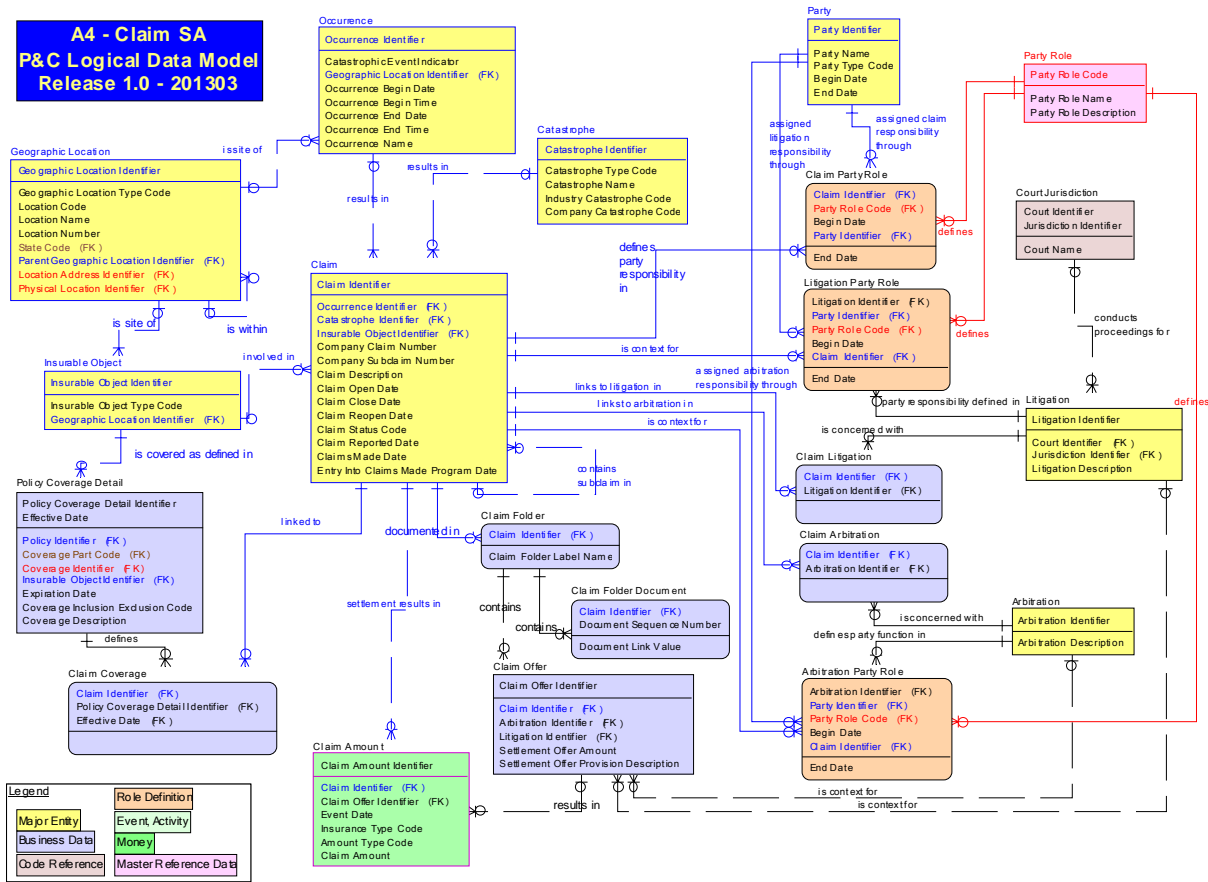 A4 - Claim SA
P&C Logical Data Model
Release 1.0 - 201303
Occurrence
Occurrence Identifier
Catastrophic Event Indicator
Geographic Location Identifier (FK)
Occurrence Begin Date
Occurrence Begin Time
Occurrence End Date
Occurrence End Time
Occurrence Name
Party
Party Identifier
Party Name
Party Type Code
Begin Date
End Date
Party Role
Party Role Code
Party Role Name
Party Role Description
assigned
litigation
responsibility
through
assigned claim
responsibility
through
Catastrophe
Catastrophe Identifier
Catastrophe Type Code
Catastrophe Name
Industry Catastrophe Code
Company Catastrophe Code
is site of
results in
results in
Geographic Location
Geographic Location Identifier
Geographic Location Type Code
Location Code
Location Name
Location Number
State Code (FK)
Parent Geographic Location Identifier (FK)
Location Address Identifier (FK)
Physical Location Identifier (FK)
is site of
is within
Claim Party Role
Claim Identifier (FK)
Party Role Code (FK)
Begin Date
Party Identifier (FK)
End Date
defines
Court Jurisdiction
Court Identifier
Jurisdiction Identifier
Court Name
conducts
proceedings for
defines
party
responsibility
in
Claim
Claim Identifier
Occurrence Identifier (FK)
Catastrophe Identifier (FK)
Insurable Object Identifier (FK)
Company Claim Number
Company Subclaim Number
Claim Description
Claim Open Date
Claim Close Date
Claim Reopen Date
Claim Status Code
Claim Reported Date
Claims Made Date
Entry Into Claims Made Program Date
Litigation Party Role
Litigation Identifier (FK)
Party Identifier (FK)
Party Role Code (FK)
Begin Date
Claim Identifier (FK)
End Date
defines
is context for
assigned arbitration
responsibility through
links to litigation in
links to arbitration in
is context for
contains
subclaim in
Insurable Object
Insurable Object Identifier
Insurable Object Type Code
Geographic Location Identifier (FK)
involved in
is covered as defined in
party responsibility defined in
is concerned with
Litigation
Litigation Identifier
Court Identifier (FK)
Jurisdiction Identifier (FK)
Litigation Description
defines
Claim Litigation
Claim Identifier (FK)
Litigation Identifier (FK)
Policy Coverage Detail
Policy Coverage Detail Identifier
Effective Date
Policy Identifier (FK)
Coverage Part Code (FK)
Coverage Identifier (FK)
Insurable Object Identifier (FK)
Expiration Date
Coverage Inclusion Exclusion Code
Coverage Description
defines
linked to
documented in
settlement results in
Claim Folder
Claim Identifier (FK)
Claim Folder Label Name
contains
contains
Claim Folder Document
Claim Identifier (FK)
Document Sequence Number
Document Link Value
Claim Arbitration
Claim Identifier (FK)
Arbitration Identifier (FK)
is concerned with
defines party function in
Arbitration
Arbitration Identifier
Arbitration Description
Claim Coverage
Claim Identifier (FK)
Policy Coverage Detail Identifier (FK)
Effective Date (FK)
Claim Offer
Claim Offer Identifier
Claim Identifier (FK)
Arbitration Identifier (FK)
Litigation Identifier (FK)
Settlement Offer Amount
Settlement Offer Provision Description
Arbitration Party Role
Arbitration Identifier (FK)
Party Identifier (FK)
Party Role Code (FK)
Begin Date
Claim Identifier (FK)
End Date
is context for
is context for
results in
Claim Amount
Claim Amount Identifier
Claim Identifier (FK)
Claim Offer Identifier (FK)
Event Date
Insurance Type Code
Amount Type Code
Claim Amount
Legend
Role Definition
Major Entity
Event, Activity
Business Data
Money
Code Reference
Master Reference Data